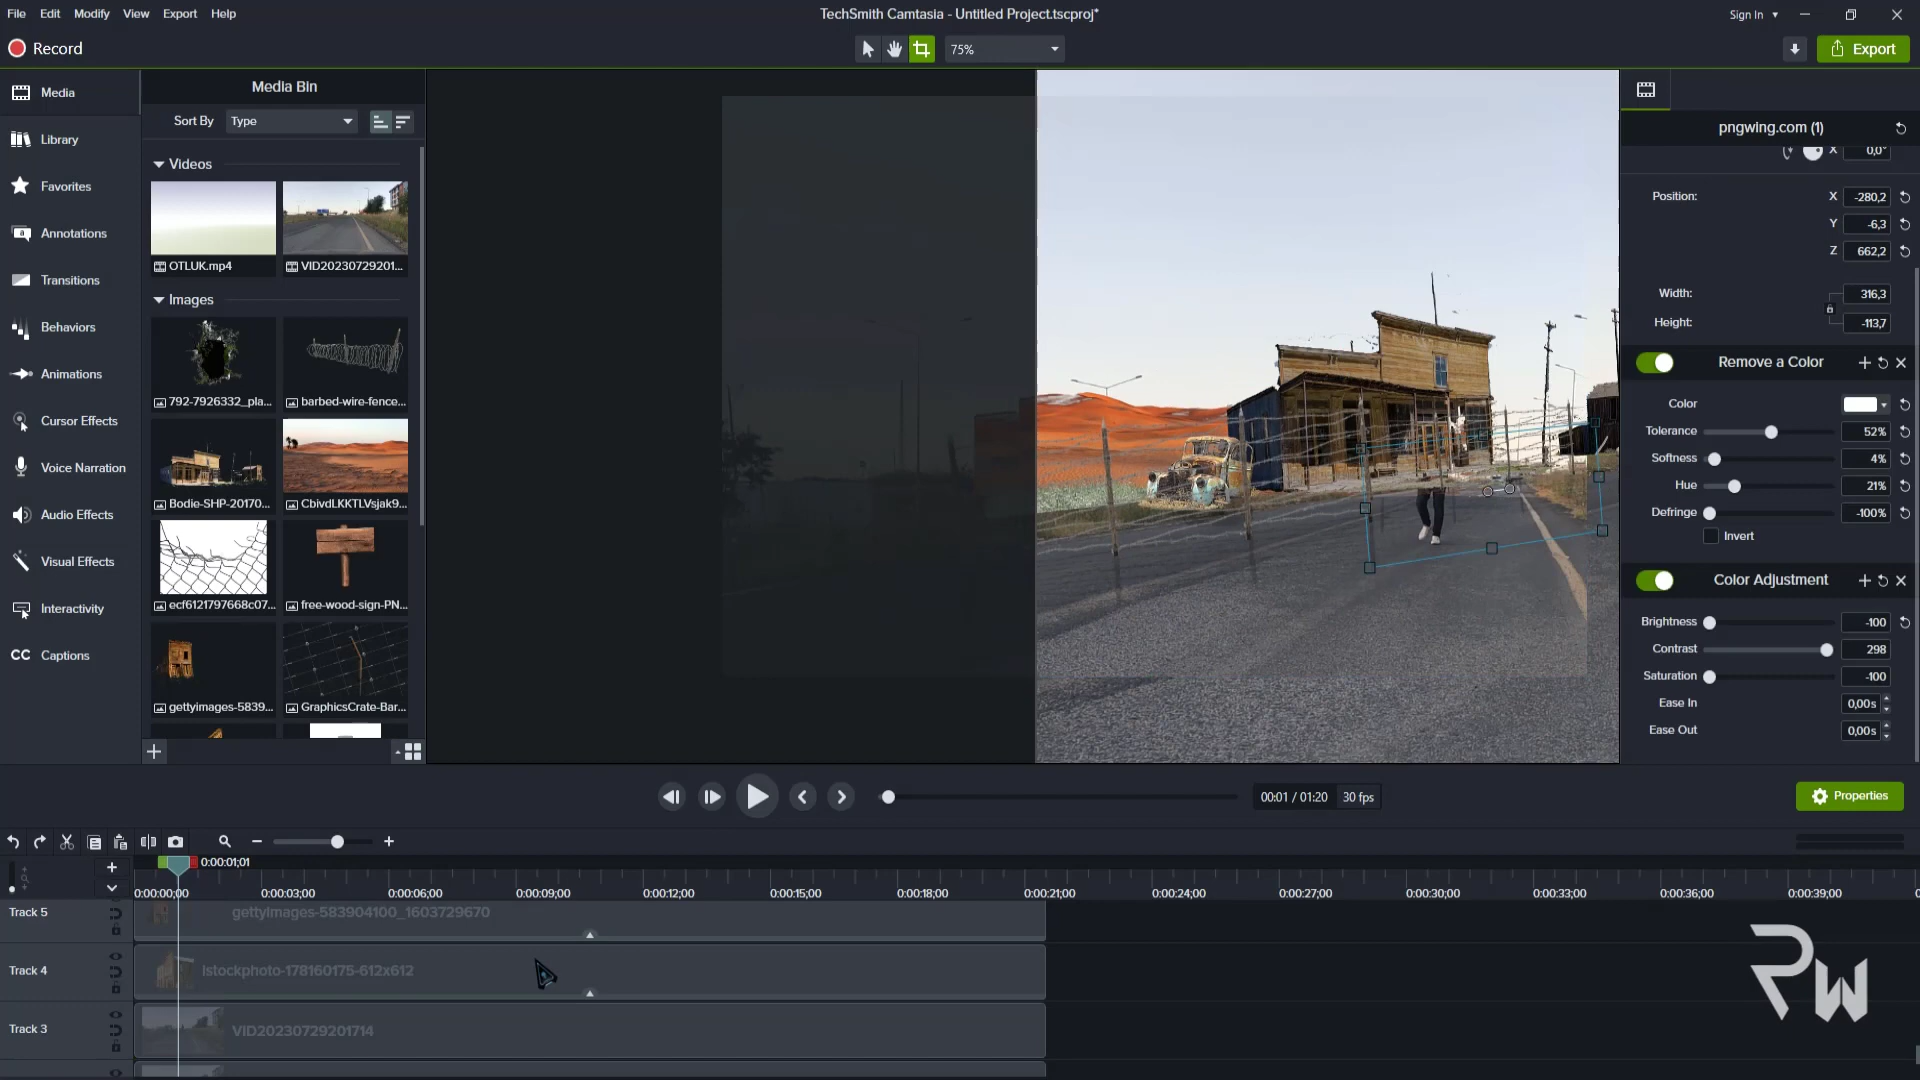 File Edit Modify View Export Help
TechSmith Camtasia - Untitled Project.tscproj*
Sign In
Record
75%
Export
Media
Library
Favorites
Annotations
Transitions
Behaviors
Animations
Cursor Effects
Voice Narration
Audio Effects
Visual Effects
Interactivity
CC Captions
Media Bin
Sort By Type
Videos
OTLUK.mp4 VID20230729201...
Images
792-7926332_pla... barbed-wire-fence...
Bodie-SHP-20170... CbivdLKKTLVsjak9...
ecf6121797668c07... free-wood-sign-PN...
gettyimages-5839... GraphicsCrate-Bar...
pngwing.com (1)
X 0,0°
Position: X -280,2
Y -6,3
Z 662,2
Width: 316,3
Height: -113,7
Remove a Color
Color
Tolerance 52%
Softness 4%
Hue 21%
Defringe -100%
Invert
Color Adjustment
Brightness -100
Contrast 298
Saturation -100
Ease In 0,00s
Ease Out 0,00s
00:01 / 01:20 30 fps
Properties
0:00:01;01
0:00:00;00 0:00:03;00 0:00:06;00 0:00:09;00 0:00:12;00 0:00:15;00 0:00:18;00 0:00:21;00 0:00:24;00 0:00:27;00 0:00:30;00 0:00:33;00 0:00:36;00 0:00:39;00
Track 5 gettyimages-583904100_1603729670
Track 4 istockphoto-178160175-612x612
Track 3 VID20230729201714
RW